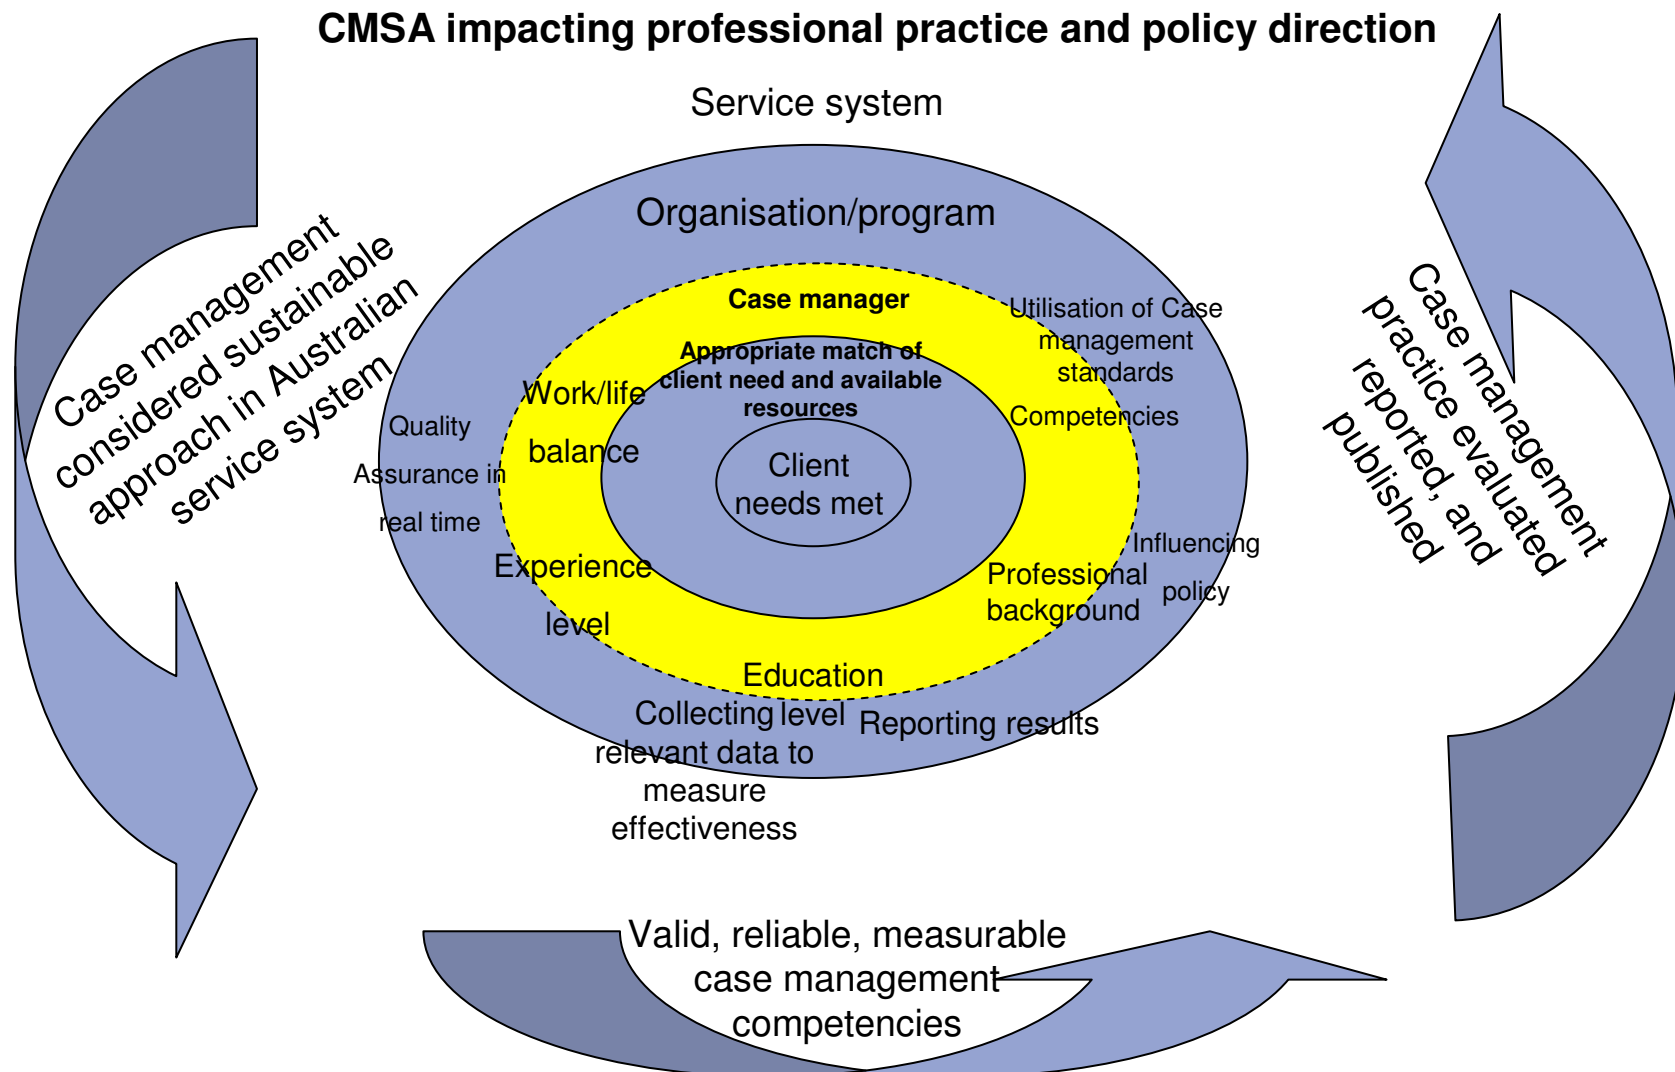 CMSA impacting professional practice and policy direction
Service system
Organisation/program
Case manager
Appropriate match of
client need and available
resources
Client
needs met
Work/life
balance
Experience
level
Education
level
Professional
background
Utilisation of Case
management
standards
Competencies
Influencing
policy
Reporting results
Collecting
relevant data to
measure
effectiveness
Quality
Assurance in
real time
Case management
considered sustainable
approach in Australian
service system
Valid, reliable, measurable
case management
competencies
Case management
practice evaluated
reported, and
published